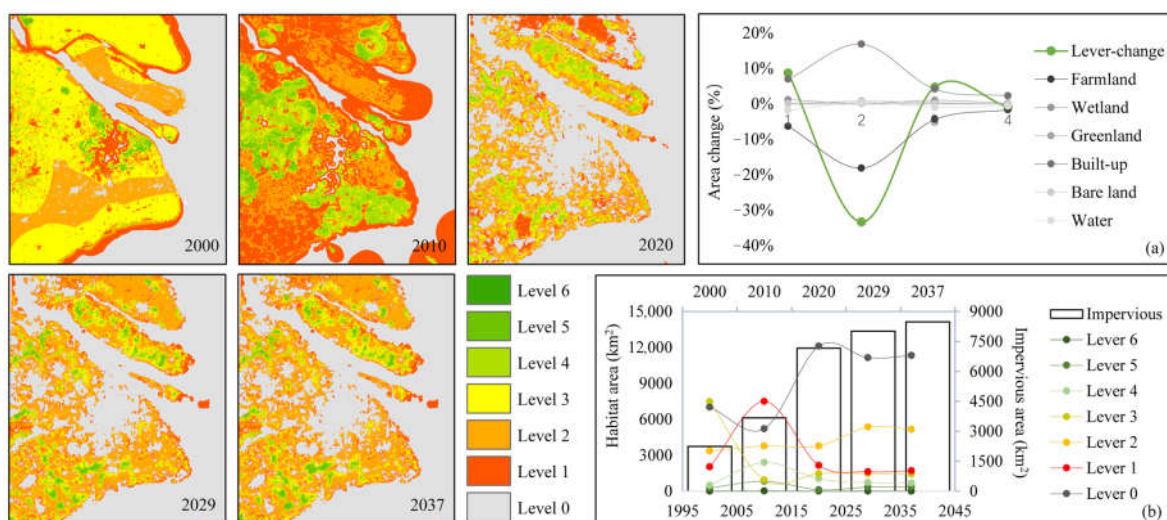 2000
2010
2020
2029
2037
Level 6
Level 5
Level 4
Level 3
Level 2
Level 1
Level 0
Area change (%)
20%
10%
0%
−10%
−20%
−30%
−40%
1
2
4
Lever-change
Farmland
Wetland
Greenland
Built-up
Bare land
Water
(a)
2000 2010 2020 2029 2037
Habitat area (km²)
15,000
12,000
9000
6000
3000
0
9000
7500
6000
4500
3000
1500
0
Impervious area (km²)
1995 2005 2015 2025 2035 2045
Impervious
Lever 6
Lever 5
Lever 4
Lever 3
Lever 2
Lever 1
Lever 0
(b)